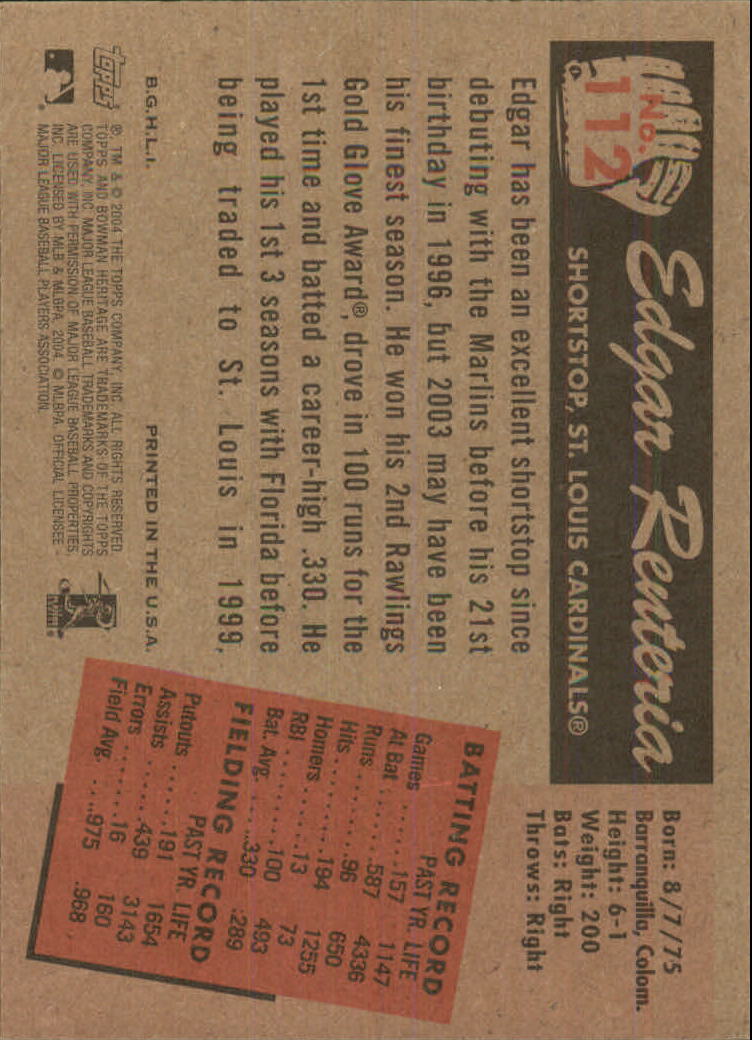 No.
112
Edgar Renteria
SHORTSTOP, ST. LOUIS CARDINALS®
Born: 8/7/75
Barranquilla, Colom.
Height: 6-1
Weight: 200
Bats: Right
Throws: Right
Edgar has been an excellent shortstop since
debuting with the Marlins before his 21st
birthday in 1996, but 2003 may have been
his finest season. He won his 2nd Rawlings
Gold Glove Award®, drove in 100 runs for the
1st time and batted a career-high .330. He
played his 1st 3 seasons with Florida before
being traded to St. Louis in 1999.
BATTING RECORD
PAST YR. LIFE
Games ......157 1147
At Bat .......587 4336
Runs ........96 650
Hits ........194 1255
Homers .......13 73
RBI .........100 493
Bat. Avg. ....330 .289
FIELDING RECORD
PAST YR. LIFE
Putouts ......191 1654
Assists ......439 3143
Errors .......16 160
Field Avg. ...975 .968
B.G.H.L.I. PRINTED IN THE U.S.A.
topps
® TM & © 2004 THE TOPPS COMPANY, INC. ALL RIGHTS RESERVED.
TOPPS AND BOWMAN HERITAGE ARE TRADEMARKS OF THE TOPPS
COMPANY, INC. MAJOR LEAGUE BASEBALL TRADEMARKS AND COPYRIGHTS
ARE USED WITH PERMISSION OF MAJOR LEAGUE BASEBALL PROPERTIES,
INC. LICENSED BY MLB & MLBPA, 2004. © MLBPA. OFFICIAL LICENSEE -
MAJOR LEAGUE BASEBALL PLAYERS ASSOCIATION.